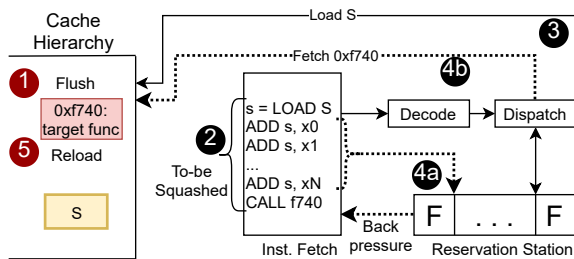 Cache
Hierarchy
Load S
3
1
Flush
Fetch 0xf740
4b
0xf740:
target func
5
Reload
S
2
To-be
Squashed
s = LOAD S
ADD s, x0
ADD s, x1
...
ADD s, xN
CALL f740
Inst. Fetch
Decode
Dispatch
4a
Back
pressure
F . . . F
Reservation Station